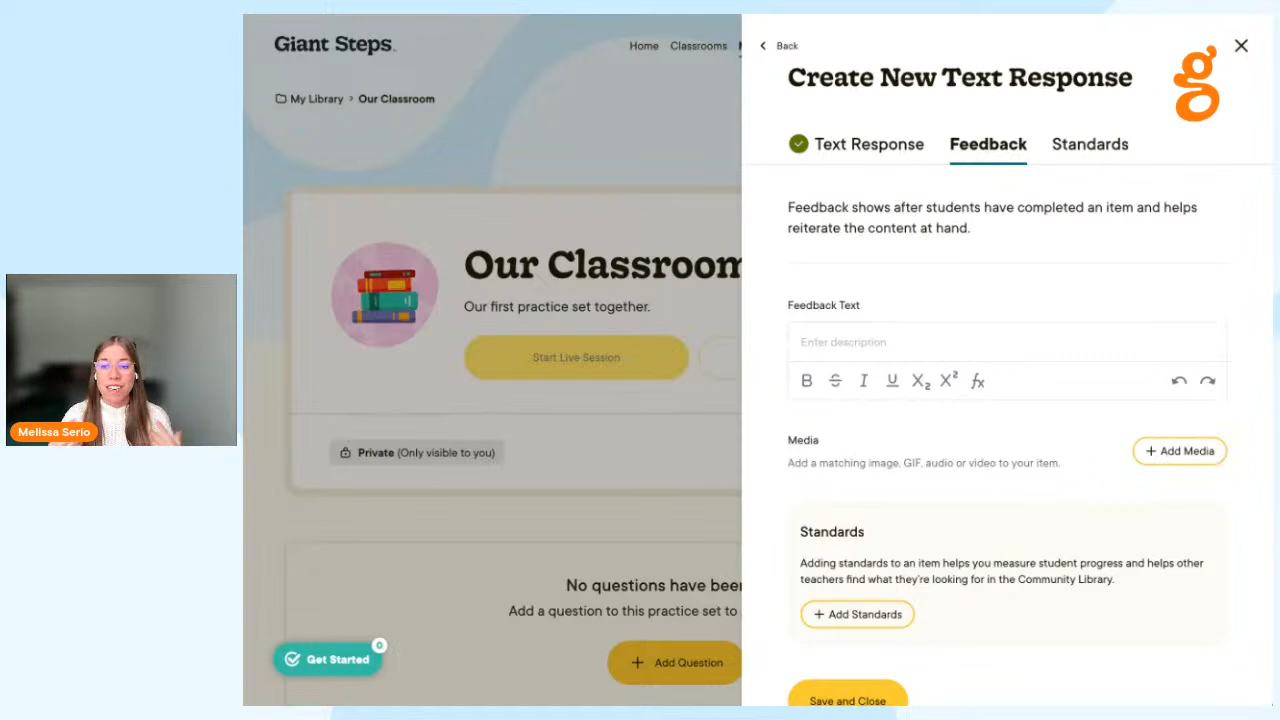 Giant Steps.
Home Classrooms
My Library > Our Classroom
Our Classroom
Our first practice set together.
Start Live Session
Private (Only visible to you)
No questions have bee
Add a question to this practice set to
Get Started
0
+ Add Question
Back
Create New Text Response
g
Text Response Feedback Standards
Feedback shows after students have completed an item and helps
reiterate the content at hand.
Feedback Text
Enter description
B S I U X2 X2 fx
Media
Add a matching image, GIF, audio or video to your item.
+ Add Media
Standards
Adding standards to an item helps you measure student progress and helps other
teachers find what they're looking for in the Community Library.
+ Add Standards
Save and Close
Melissa Serio